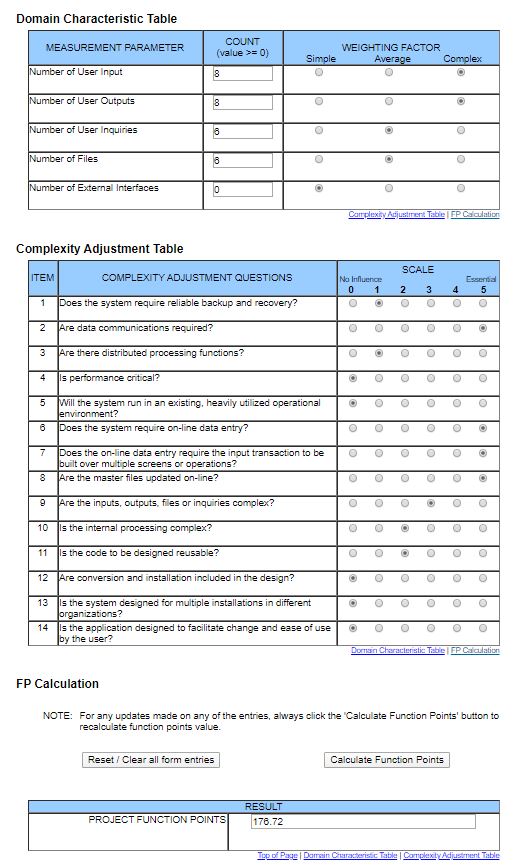 Domain Characteristic Table
MEASUREMENT PARAMETER
COUNT
(value >= 0)
WEIGHTING FACTOR
Simple Average Complex
Number of User Input 8
Number of User Outputs 8
Number of User Inquiries 6
Number of Files 6
Number of External Interfaces 0
Complexity Adjustment Table | FP Calculation
Complexity Adjustment Table
ITEM COMPLEXITY ADJUSTMENT QUESTIONS
SCALE
No Influence Essential
0 1 2 3 4 5
1 Does the system require reliable backup and recovery?
2 Are data communications required?
3 Are there distributed processing functions?
4 Is performance critical?
5 Will the system run in an existing, heavily utilized operational
environment?
6 Does the system require on-line data entry?
7 Does the on-line data entry require the input transaction to be
built over multiple screens or operations?
8 Are the master files updated on-line?
9 Are the inputs, outputs, files or inquiries complex?
10 Is the internal processing complex?
11 Is the code to be designed reusable?
12 Are conversion and installation included in the design?
13 Is the system designed for multiple installations in different
organizations?
14 Is the application designed to facilitate change and ease of use
by the user?
Domain Characteristic Table | FP Calculation
FP Calculation
NOTE: For any updates made on any of the entries, always click the 'Calculate Function Points' button to
recalculate function points value.
Reset / Clear all form entries Calculate Function Points
RESULT
PROJECT FUNCTION POINTS 176.72
Top of Page | Domain Characteristic Table | Complexity Adjustment Table